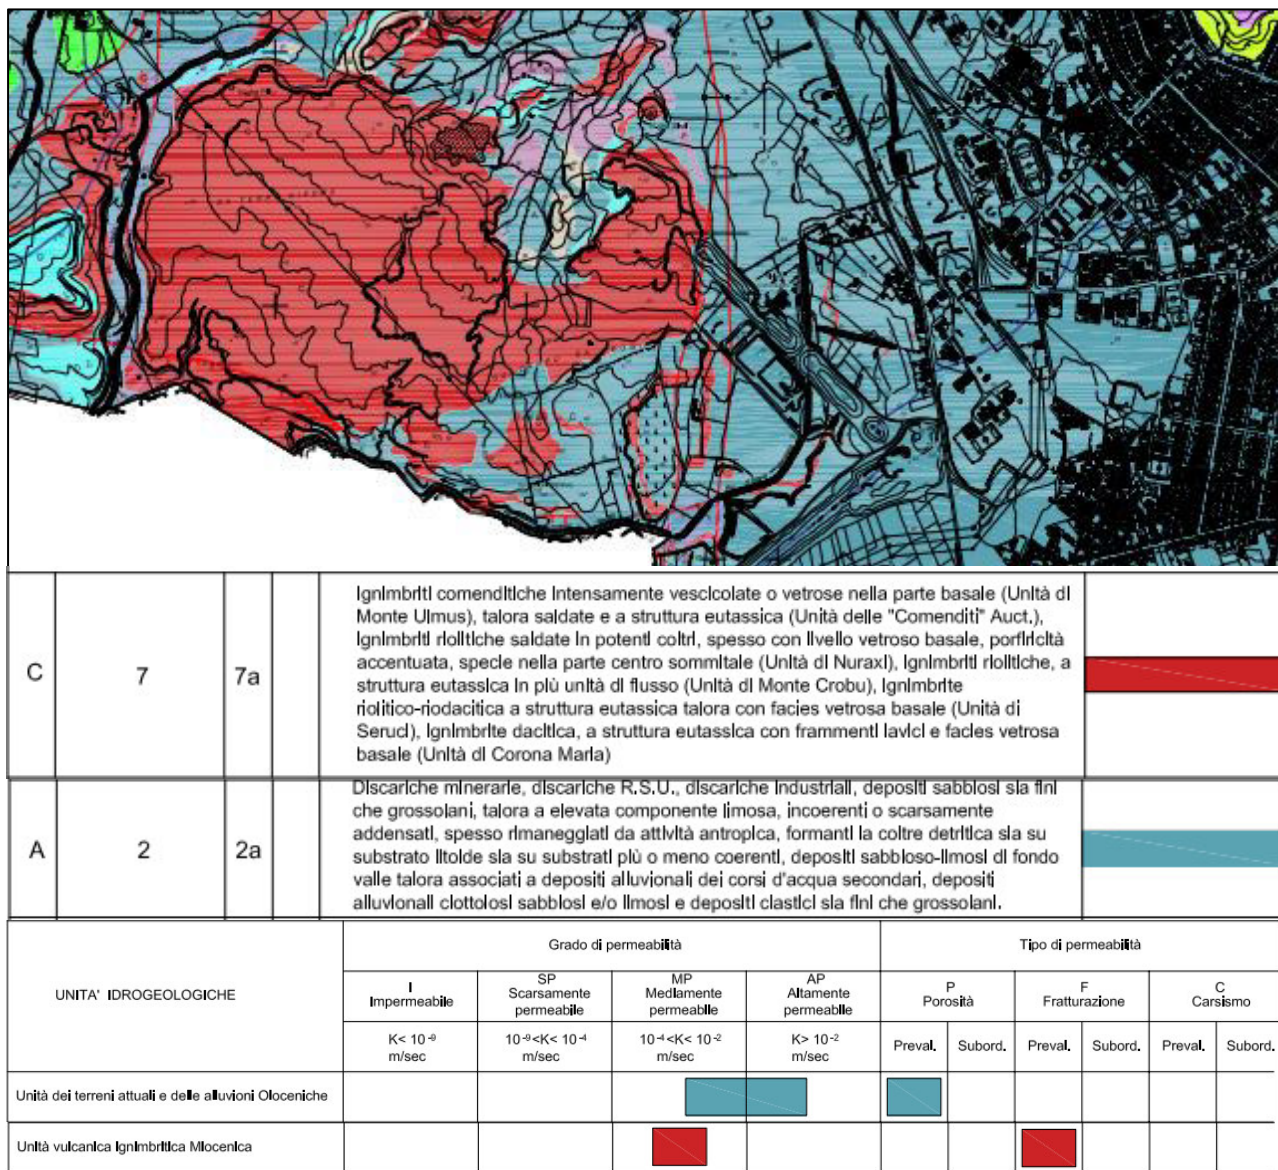 C
7
7a
Ignimbriti comenditiche intensamente vescicolate o vetrose nella parte basale (Unità di
Monte Ulmus), talora saldate e a struttura eutassica (Unità delle "Comenditi" Auct.),
Ignimbriti riolitiche saldate in potenti coltri, spesso con livello vetroso basale, porfiricità
accentuata, specie nella parte centro sommitale (Unità di Nuraxi), Ignimbriti riolitiche, a
struttura eutassica in più unità di flusso (Unità di Monte Crobu), Ignimbrite
riolitico-riodacitica a struttura eutassica talora con facies vetrosa basale (Unità di
Seruci), Ignimbrite dacitica, a struttura eutassica con frammenti lavici e facies vetrosa
basale (Unità di Corona Maria)
A
2
2a
Discariche minerarie, discariche R.S.U., discariche industriali, depositi sabbiosi sia fini
che grossolani, talora a elevata componente limosa, incoerenti o scarsamente
addensati, spesso rimaneggiati da attività antropica, formanti la coltre detritica sia su
substrato litoide sia su substrati più o meno coerenti, depositi sabbioso-limosi di fondo
valle talora associati a depositi alluvionali dei corsi d'acqua secondari, depositi
alluvionali ciottolosi sabbiosi e/o limosi e depositi clastici sia fini che grossolani.
UNITA' IDROGEOLOGICHE
Grado di permeabilità
Tipo di permeabilità
I
Impermeabile
SP
Scarsamente
permeabile
MP
Mediamente
permeabile
AP
Altamente
permeabile
P
Porosità
F
Fratturazione
C
Carsismo
K< 10⁻⁹
m/sec
10⁻⁹<K< 10⁻⁴
m/sec
10⁻⁴<K< 10⁻²
m/sec
K> 10⁻²
m/sec
Preval.
Subord.
Preval.
Subord.
Preval.
Subord.
Unità dei terreni attuali e delle alluvioni Oloceniche
Unità vulcanica Ignimbritica Miocenica